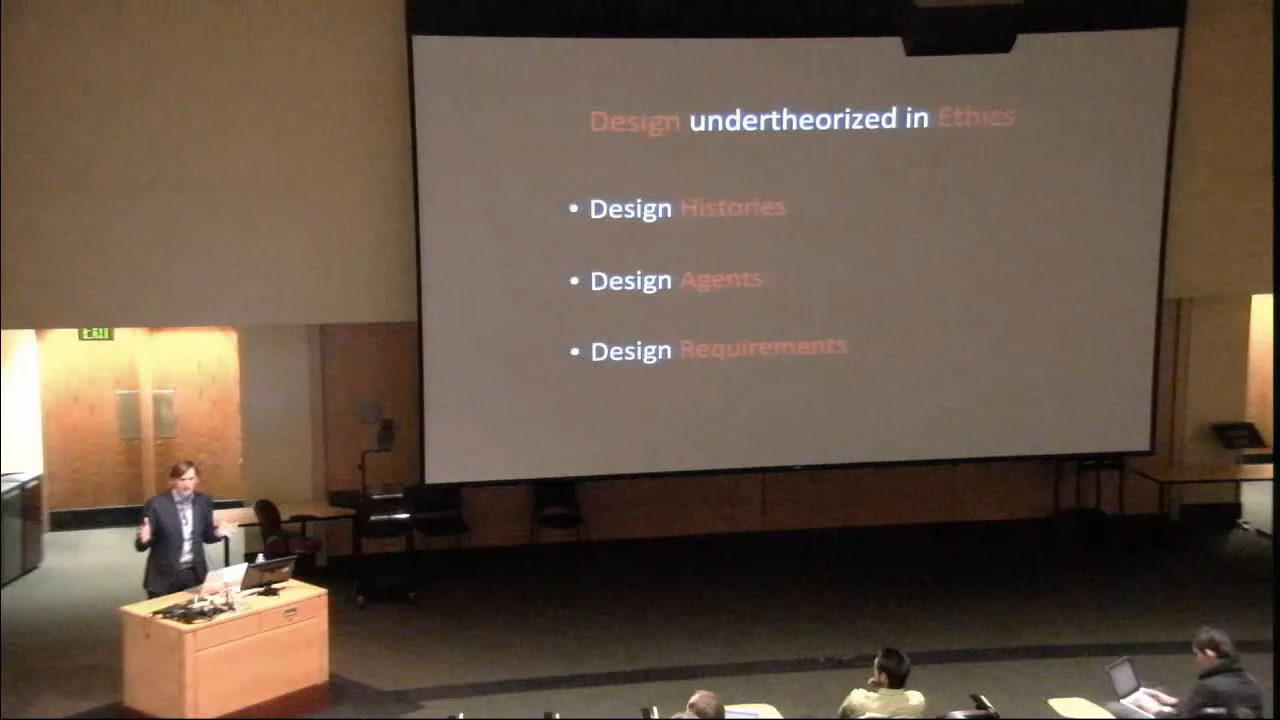 EXIT
Design undertheorized in Ethics
• Design Histories
• Design Agents
• Design Requirements